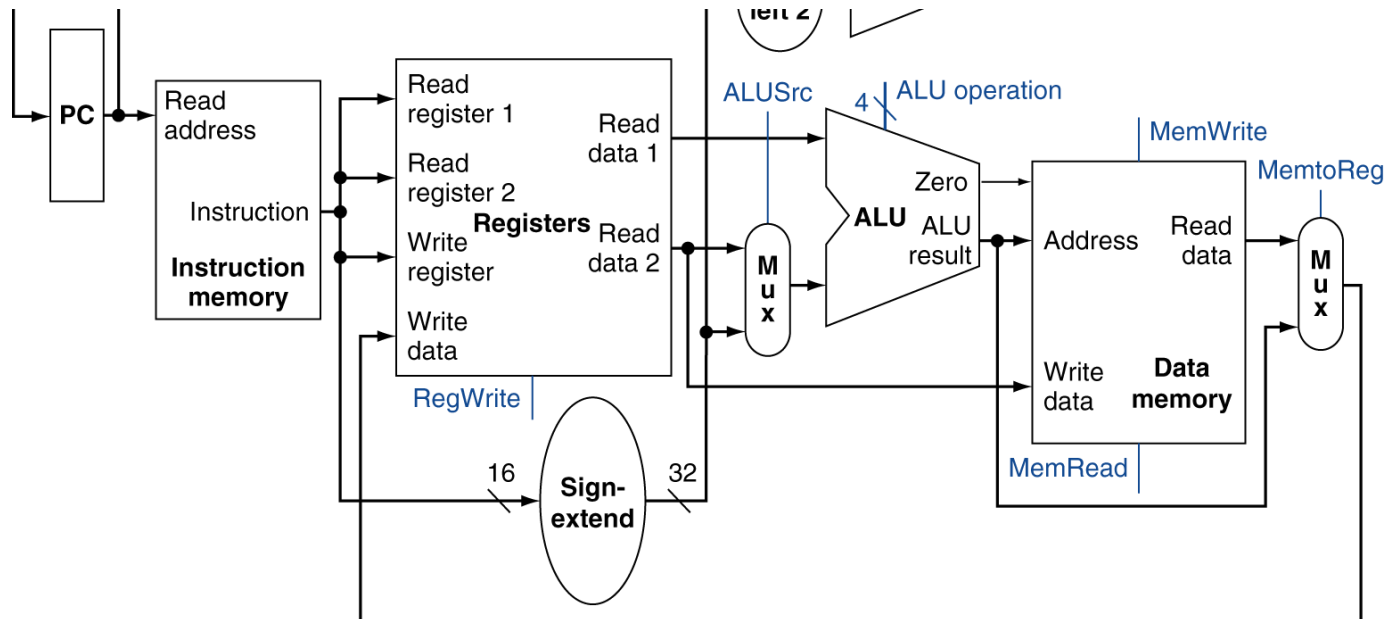 left 2
PC
Read
address
Instruction
Instruction
memory
Read
register 1
Read
register 2
Write
register
Write
data
Registers
Read
data 1
Read
data 2
RegWrite
16
Sign-
extend
32
ALUSrc
M
u
x
4
ALU operation
Zero
ALU
ALU
result
MemWrite
Address
Read
data
Write
data
Data
memory
MemRead
MemtoReg
M
u
x